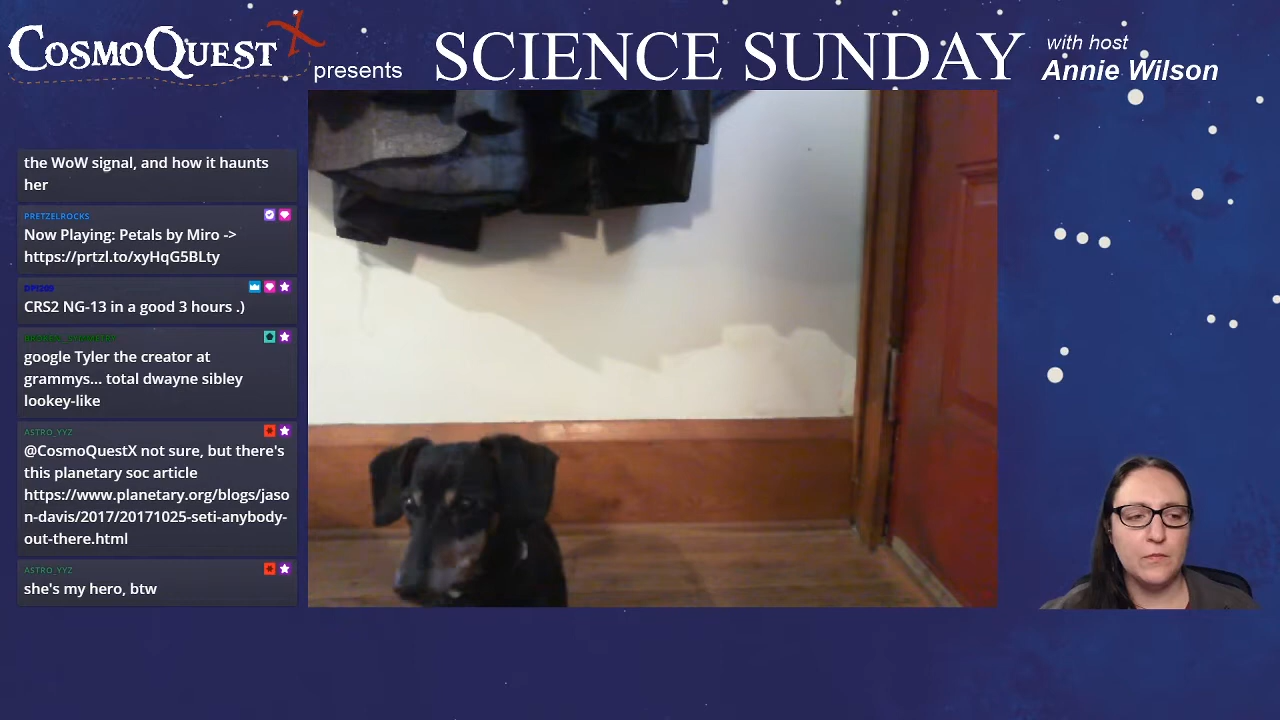 CosmoQuest X
presents
SCIENCE SUNDAY
with host
Annie Wilson
the WoW signal, and how it haunts
her
PRETZELROCKS
Now Playing: Petals by Miro ->
https://prtzl.to/xyHqG5BLty
CRS2 NG-13 in a good 3 hours .)
google Tyler the creator at
grammys... total dwayne sibley
lookey-like
ASTRO_YYZ
@CosmoQuestX not sure, but there's
this planetary soc article
https://www.planetary.org/blogs/jaso
n-davis/2017/20171025-seti-anybody-
out-there.html
ASTRO_YYZ
she's my hero, btw